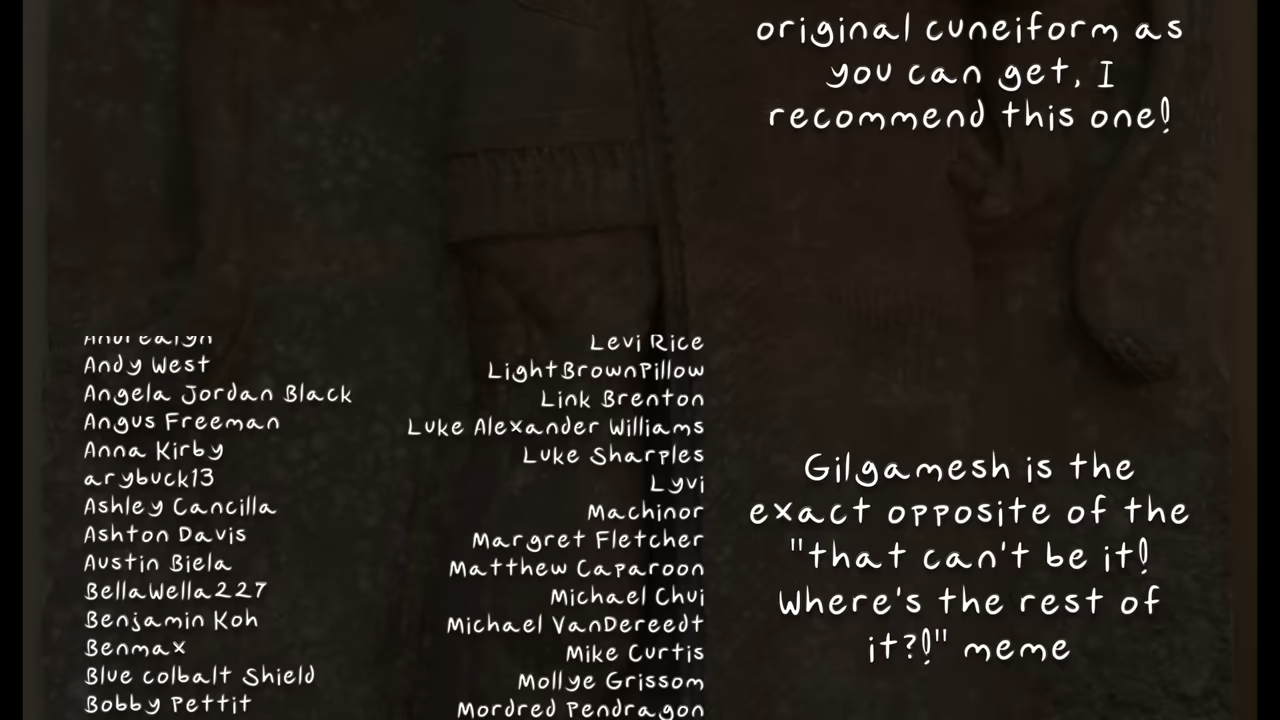 original cuneiform as
you can get, I
recommend this one!
Andy West
Angela Jordan Black
Angus Freeman
Anna Kirby
arybuck13
Ashley Cancilla
Ashton Davis
Austin Biela
BellaWella227
Benjamin Koh
Benmax
Blue colbalt Shield
Bobby Pettit
Levi Rice
LightBrownPillow
Link Brenton
Luke Alexander Williams
Luke Sharples
Lyvi
Machinor
Margret Fletcher
Matthew Caparoon
Michael Chui
Michael VanDereedt
Mike Curtis
Mollye Grissom
Mordred Pendragon
Gilgamesh is the
exact opposite of the
"that can't be it!
Where's the rest of
it?!" meme